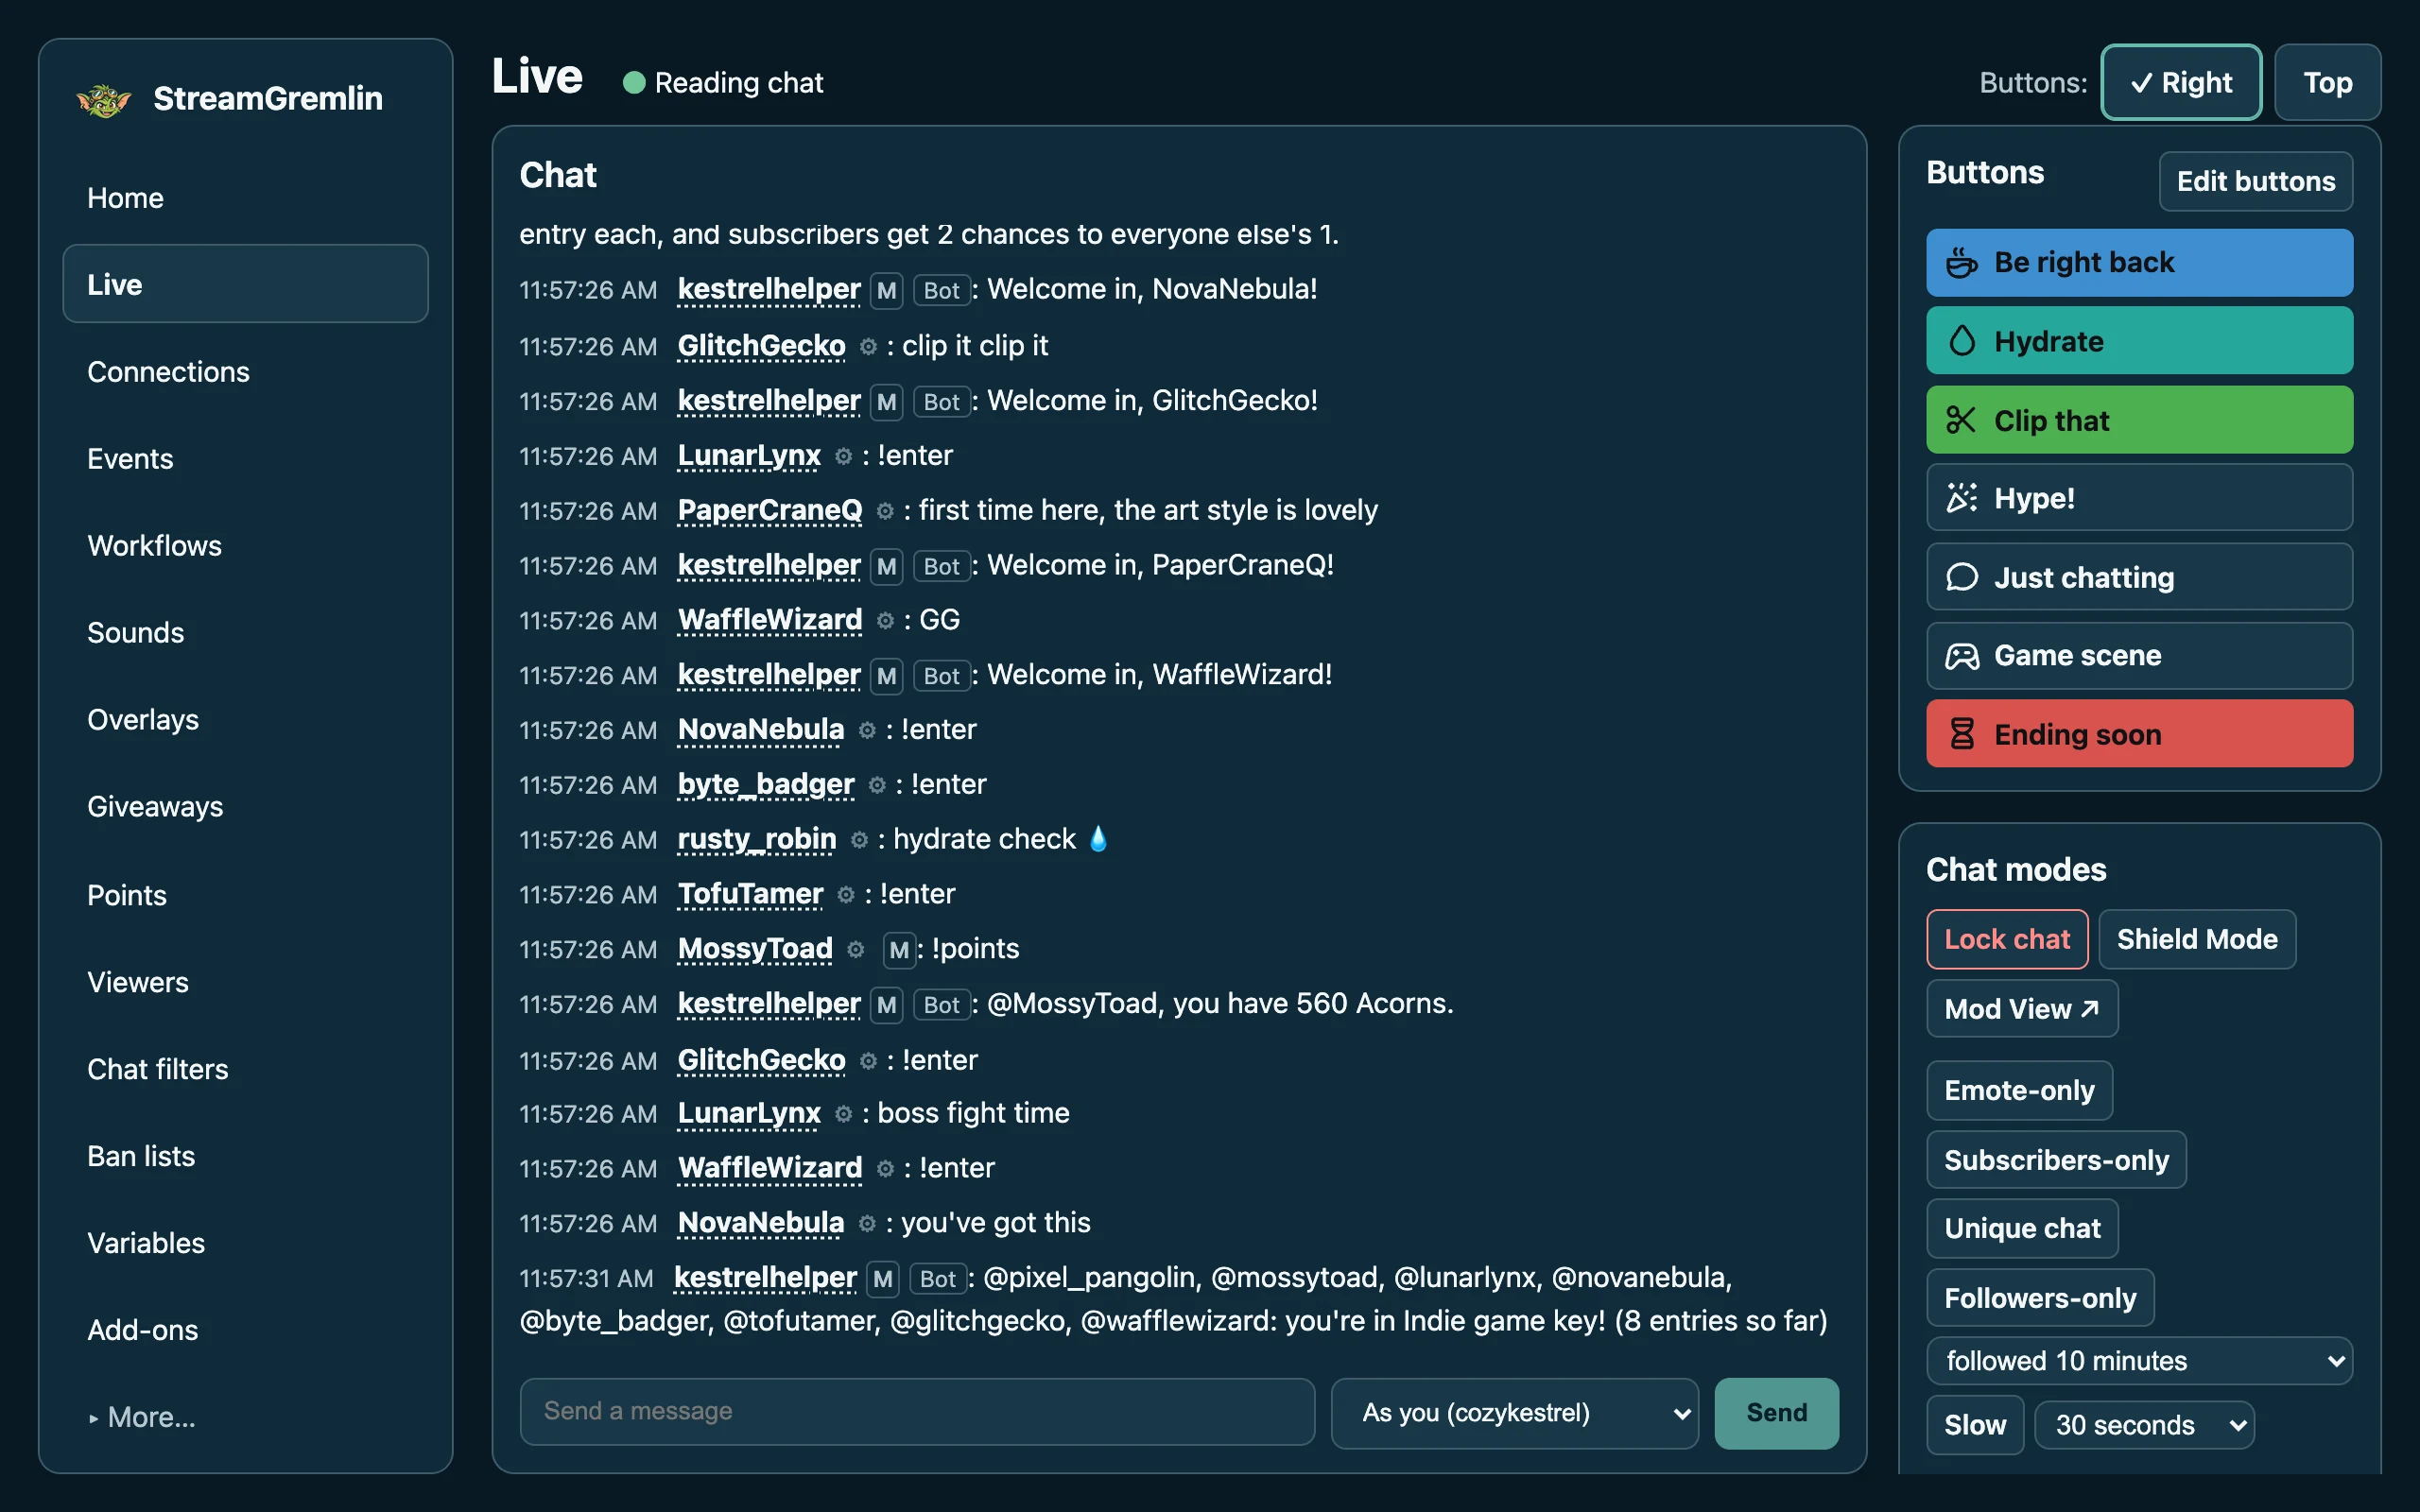 StreamGremlin
Home
Live
Connections
Events
Workflows
Sounds
Overlays
Giveaways
Points
Viewers
Chat filters
Ban lists
Variables
Add-ons
▸ More...
Live
Reading chat
Buttons:
✓ Right
Top
Chat
entry each, and subscribers get 2 chances to everyone else's 1.
11:57:26 AM kestrelhelper M Bot: Welcome in, NovaNebula!
11:57:26 AM GlitchGecko ⚙ : clip it clip it
11:57:26 AM kestrelhelper M Bot: Welcome in, GlitchGecko!
11:57:26 AM LunarLynx ⚙ : !enter
11:57:26 AM PaperCraneQ ⚙ : first time here, the art style is lovely
11:57:26 AM kestrelhelper M Bot: Welcome in, PaperCraneQ!
11:57:26 AM WaffleWizard ⚙ : GG
11:57:26 AM kestrelhelper M Bot: Welcome in, WaffleWizard!
11:57:26 AM NovaNebula ⚙ : !enter
11:57:26 AM byte_badger ⚙ : !enter
11:57:26 AM rusty_robin ⚙ : hydrate check 💧
11:57:26 AM TofuTamer ⚙ : !enter
11:57:26 AM MossyToad ⚙ M: !points
11:57:26 AM kestrelhelper M Bot: @MossyToad, you have 560 Acorns.
11:57:26 AM GlitchGecko ⚙ : !enter
11:57:26 AM LunarLynx ⚙ : boss fight time
11:57:26 AM WaffleWizard ⚙ : !enter
11:57:26 AM NovaNebula ⚙ : you've got this
11:57:31 AM kestrelhelper M Bot: @pixel_pangolin, @mossytoad, @lunarlynx, @novanebula,
@byte_badger, @tofutamer, @glitchgecko, @wafflewizard: you're in Indie game key! (8 entries so far)
Send a message
As you (cozykestrel)
Send
Buttons
Edit buttons
Be right back
Hydrate
Clip that
Hype!
Just chatting
Game scene
Ending soon
Chat modes
Lock chat
Shield Mode
Mod View ↗
Emote-only
Subscribers-only
Unique chat
Followers-only
followed 10 minutes
Slow
30 seconds